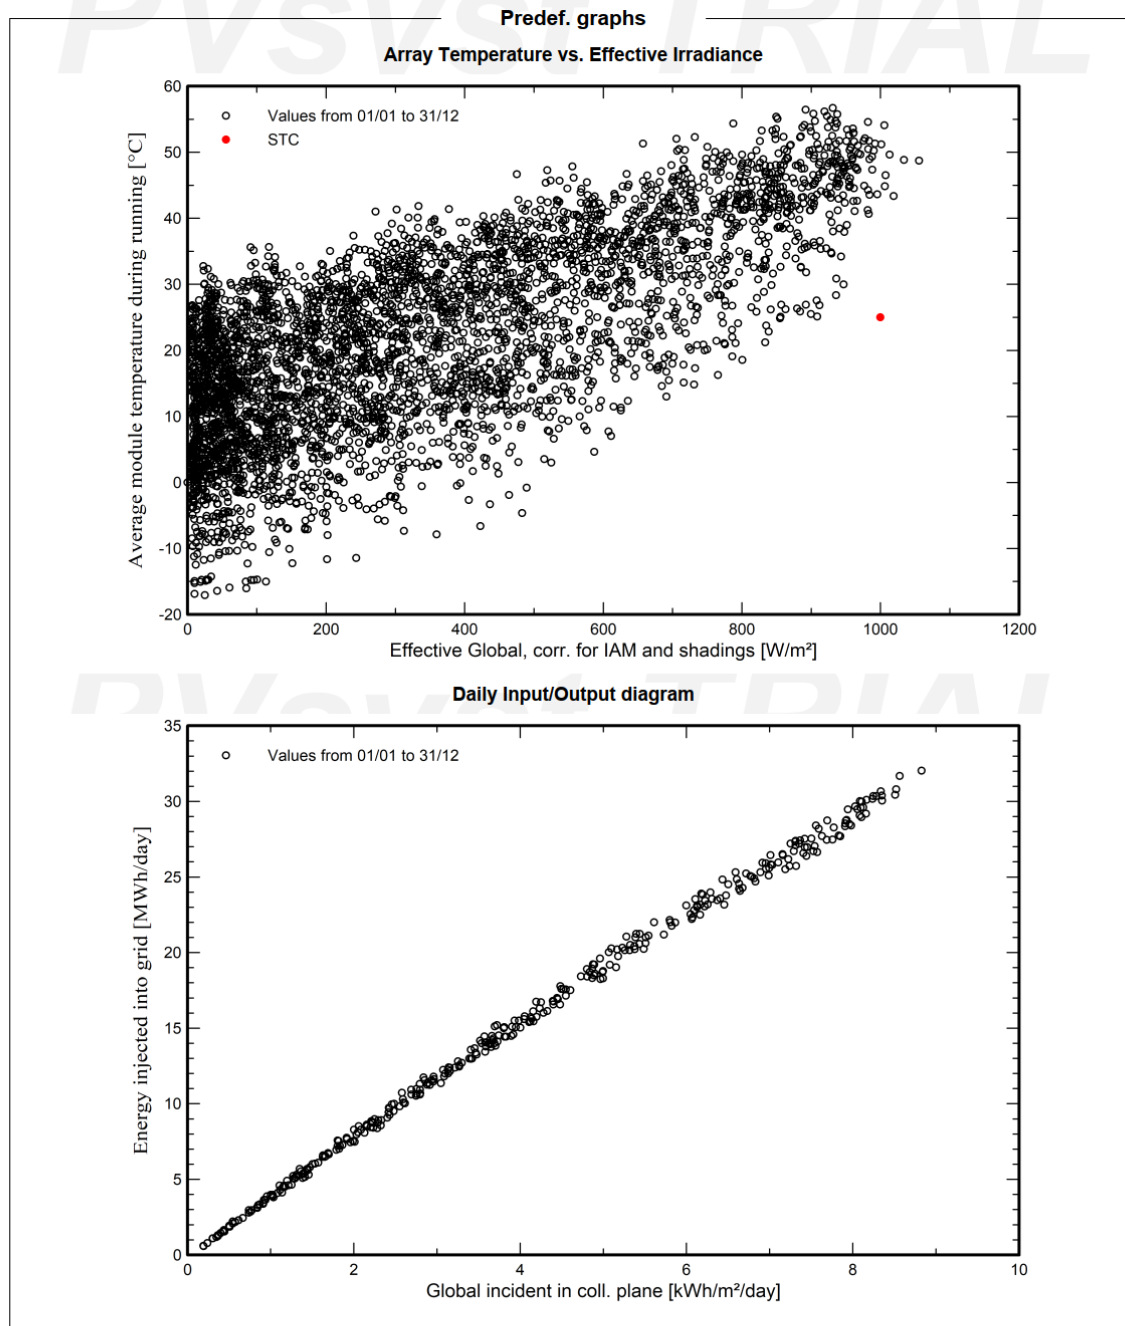 PVsyst TRIAL
Predef. graphs
Array Temperature vs. Effective Irradiance
60
50
40
30
20
10
0
-10
-20
Average module temperature during running [°C]
Values from 01/01 to 31/12
STC
0 200 400 600 800 1000 1200
Effective Global, corr. for IAM and shadings [W/m²]
PVsyst TRIAL
Daily Input/Output diagram
35
30
25
20
15
10
5
0
Energy injected into grid [MWh/day]
Values from 01/01 to 31/12
0 2 4 6 8 10
Global incident in coll. plane [kWh/m²/day]